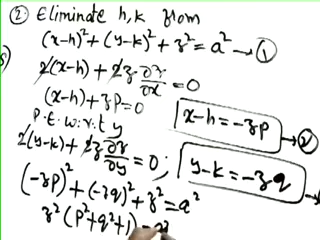 ② Eliminate h, k from
(x-h)² + (y-k)² + z² = a² → ①
2(x-h) + 2z ∂z/∂x = 0
(x-h) + zp = 0
x-h = -zp → ②
P.t.w.r.t y
2(y-k) + 2z ∂z/∂y = 0;
y-k = -zq →
(-zp)² + (-zq)² + z² = a²
z² (p² + q² + 1) = a²